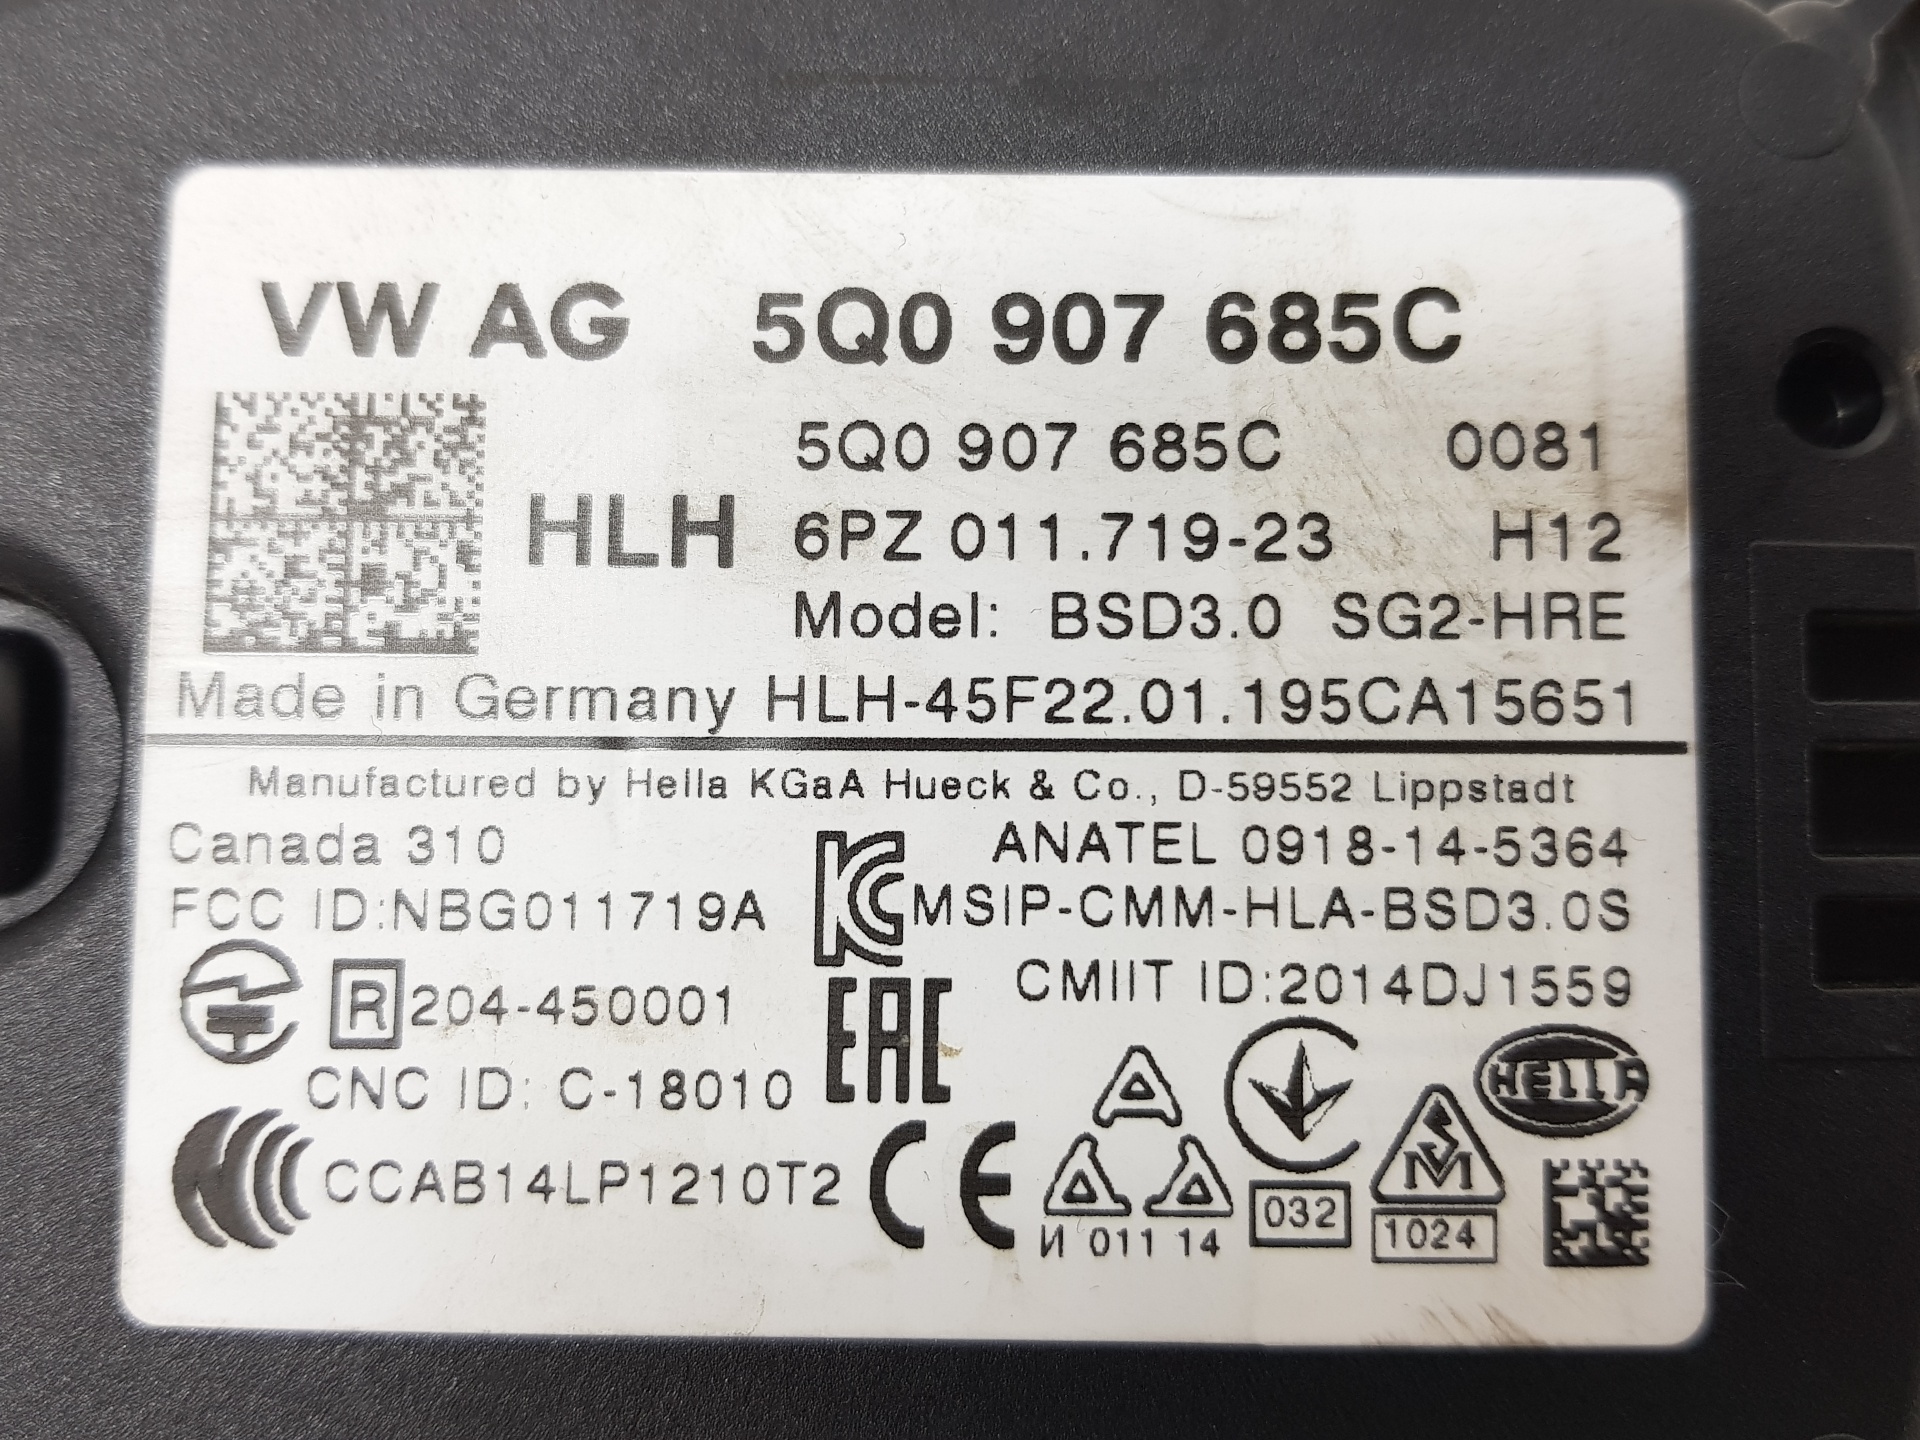 VW AG 5Q0 907 685C
5Q0 907 685C 0081
HLH 6PZ 011.719-23 H12
Model: BSD3.0 SG2-HRE
Made in Germany HLH-45F22.01.195CA15651
Manufactured by Hella KGaA Hueck & Co., D-59552 Lippstadt
Canada 310
ANATEL 0918-14-5364
FCC ID:NBG011719A
KC MSIP-CMM-HLA-BSD3.0S
CMIIT ID:2014DJ1559
R 204-450001
EAC
CNC ID: C-18010
HELLA
CCC CCAB14LP1210T2
CE
A
A A
И 011 14
032
SM
1024